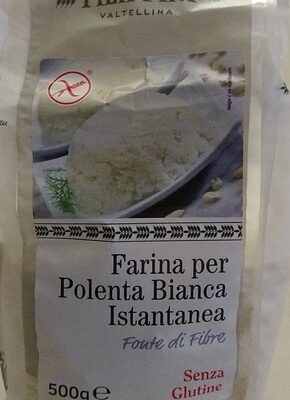 VALTELLINA
Farina per
Polenta Bianca
Istantanea
Fonte di Fibre
Senza
Glutine
500g e